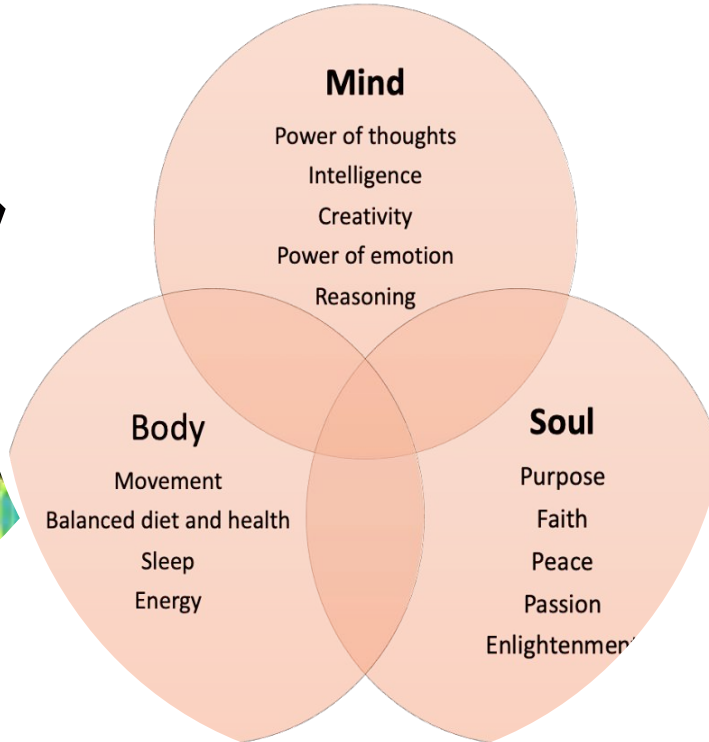 Mind
Power of thoughts
Intelligence
Creativity
Power of emotion
Reasoning
Body
Movement
Balanced diet and health
Sleep
Energy
Soul
Purpose
Faith
Peace
Passion
Enlightenment